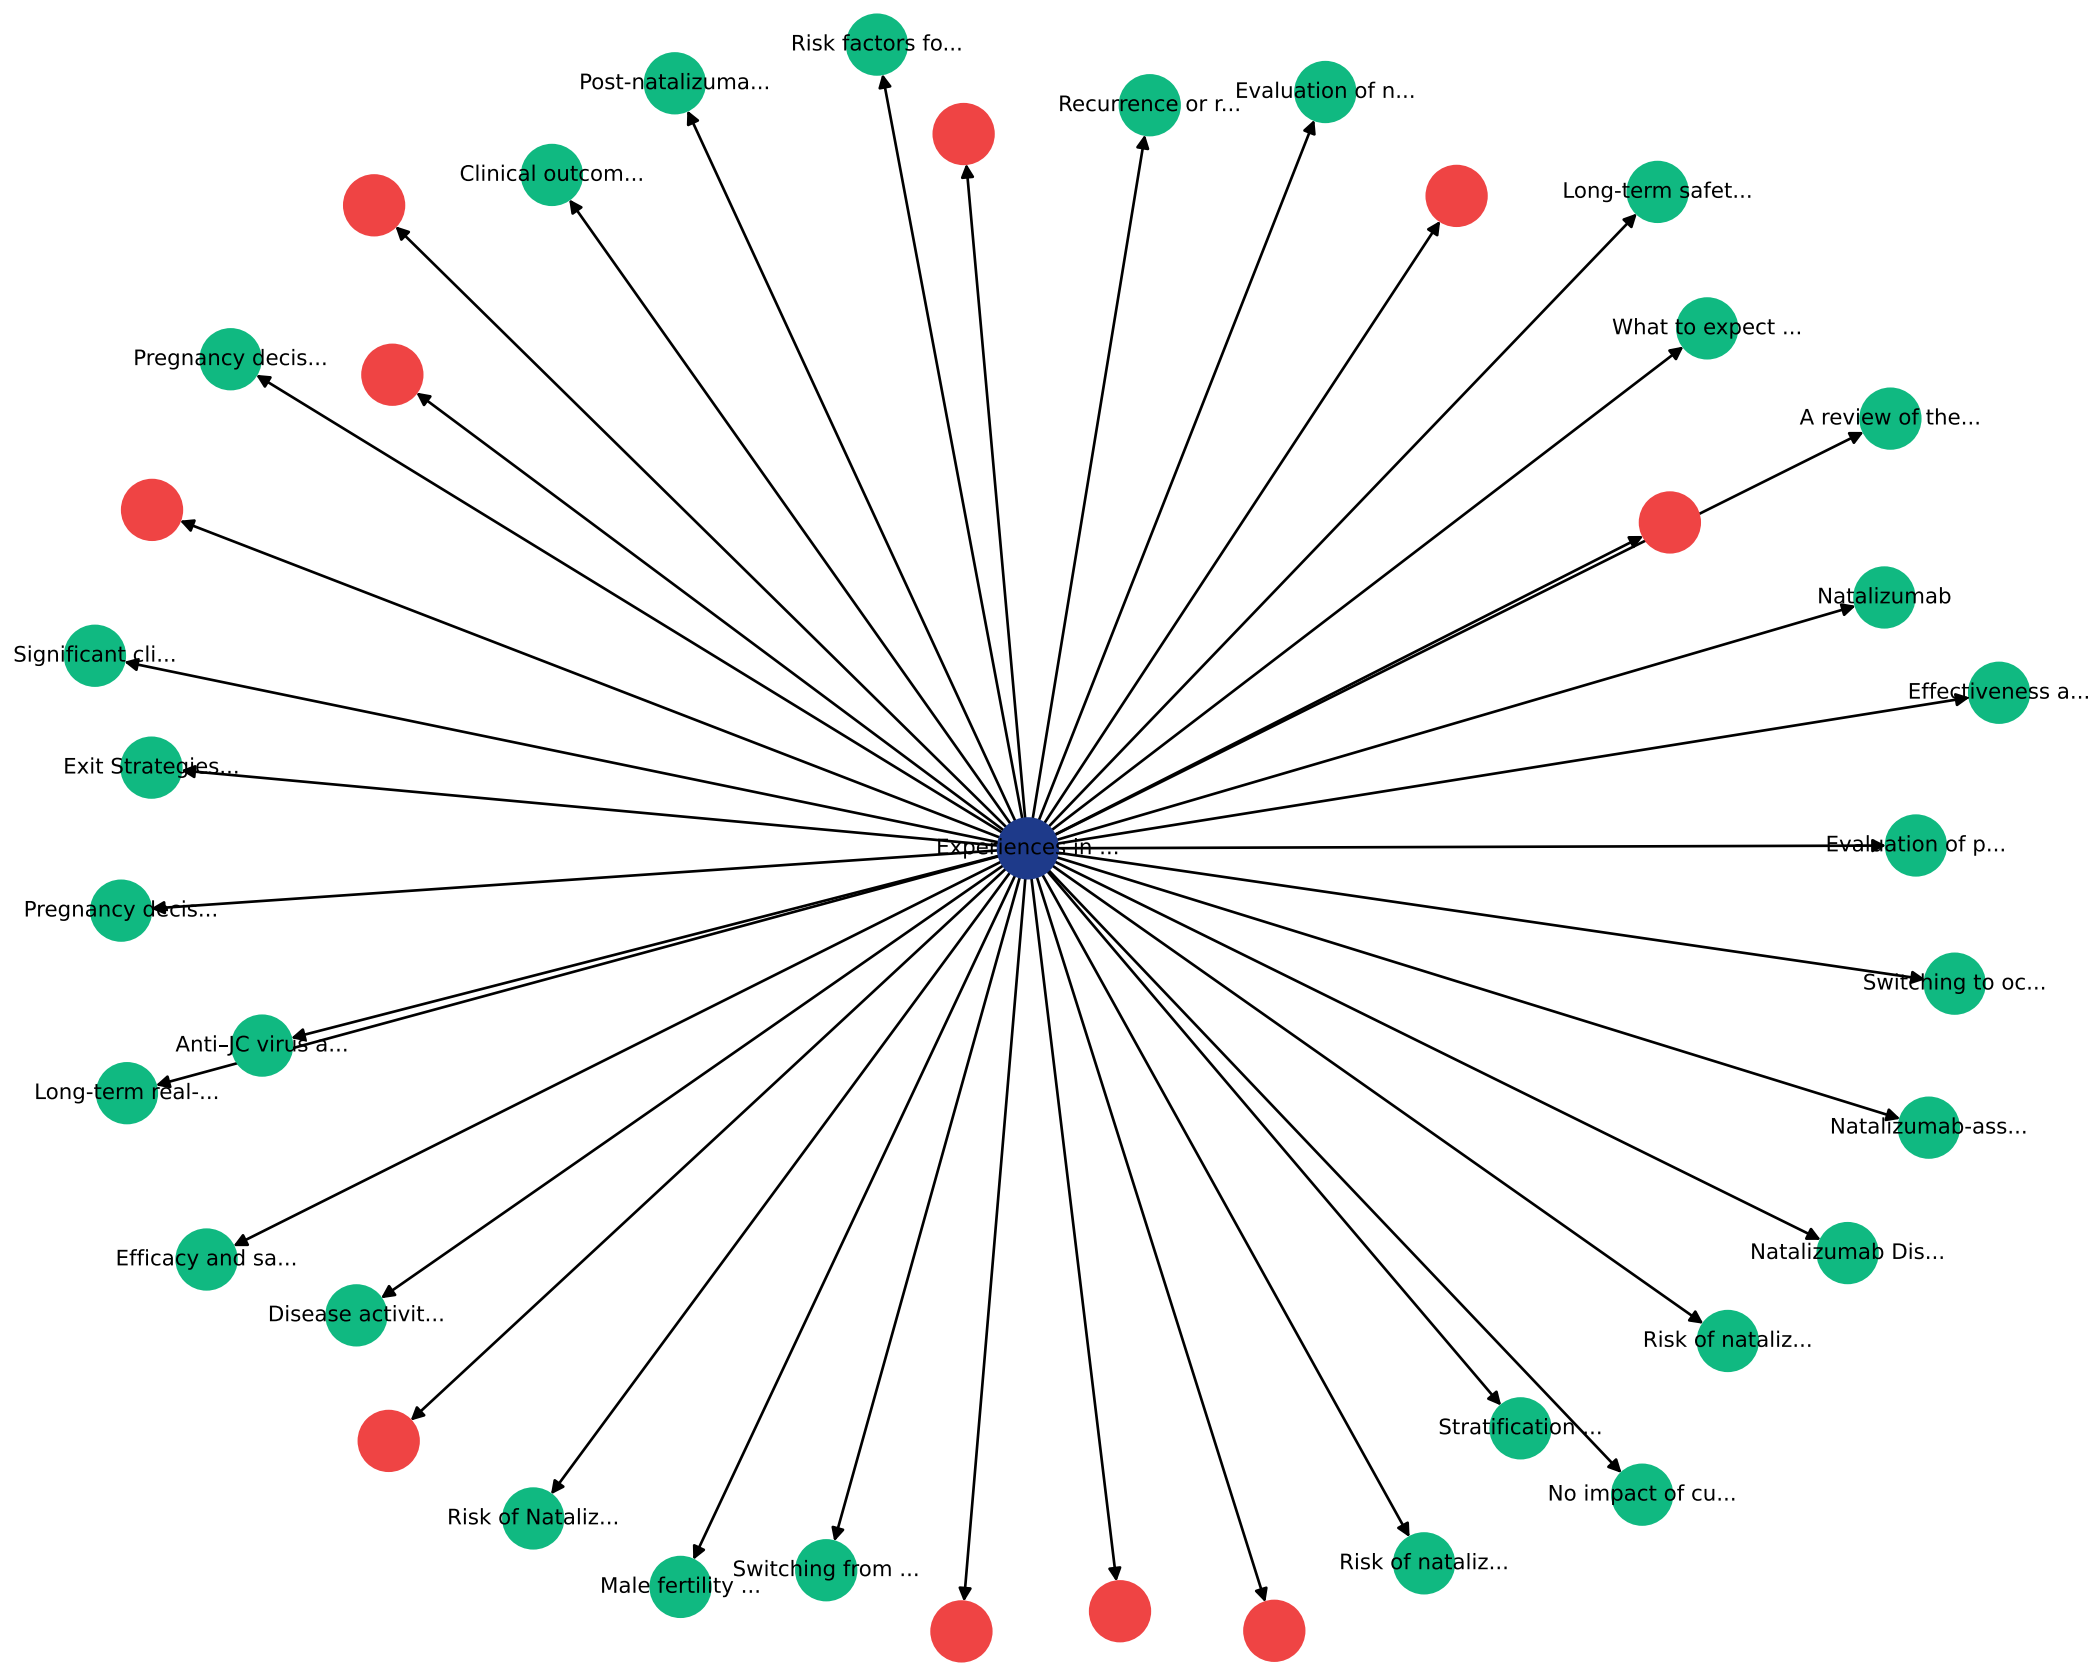 Risk factors fo...
Post-natalizuma...
Evaluation of n...
Recurrence or r...
Clinical outcom...
Long-term safet...
What to expect ...
Pregnancy decis...
A review of the...
Natalizumab
Significant cli...
Effectiveness a...
Exit Strategies...
Evaluation of p...
Experiences in ...
Pregnancy decis...
Switching to oc...
Anti–JC virus a...
Long-term real-...
Natalizumab-ass...
Natalizumab Dis...
Efficacy and sa...
Disease activit...
Risk of nataliz...
Stratification ...
No impact of cu...
Risk of Nataliz...
Risk of nataliz...
Switching from ...
Male fertility ...